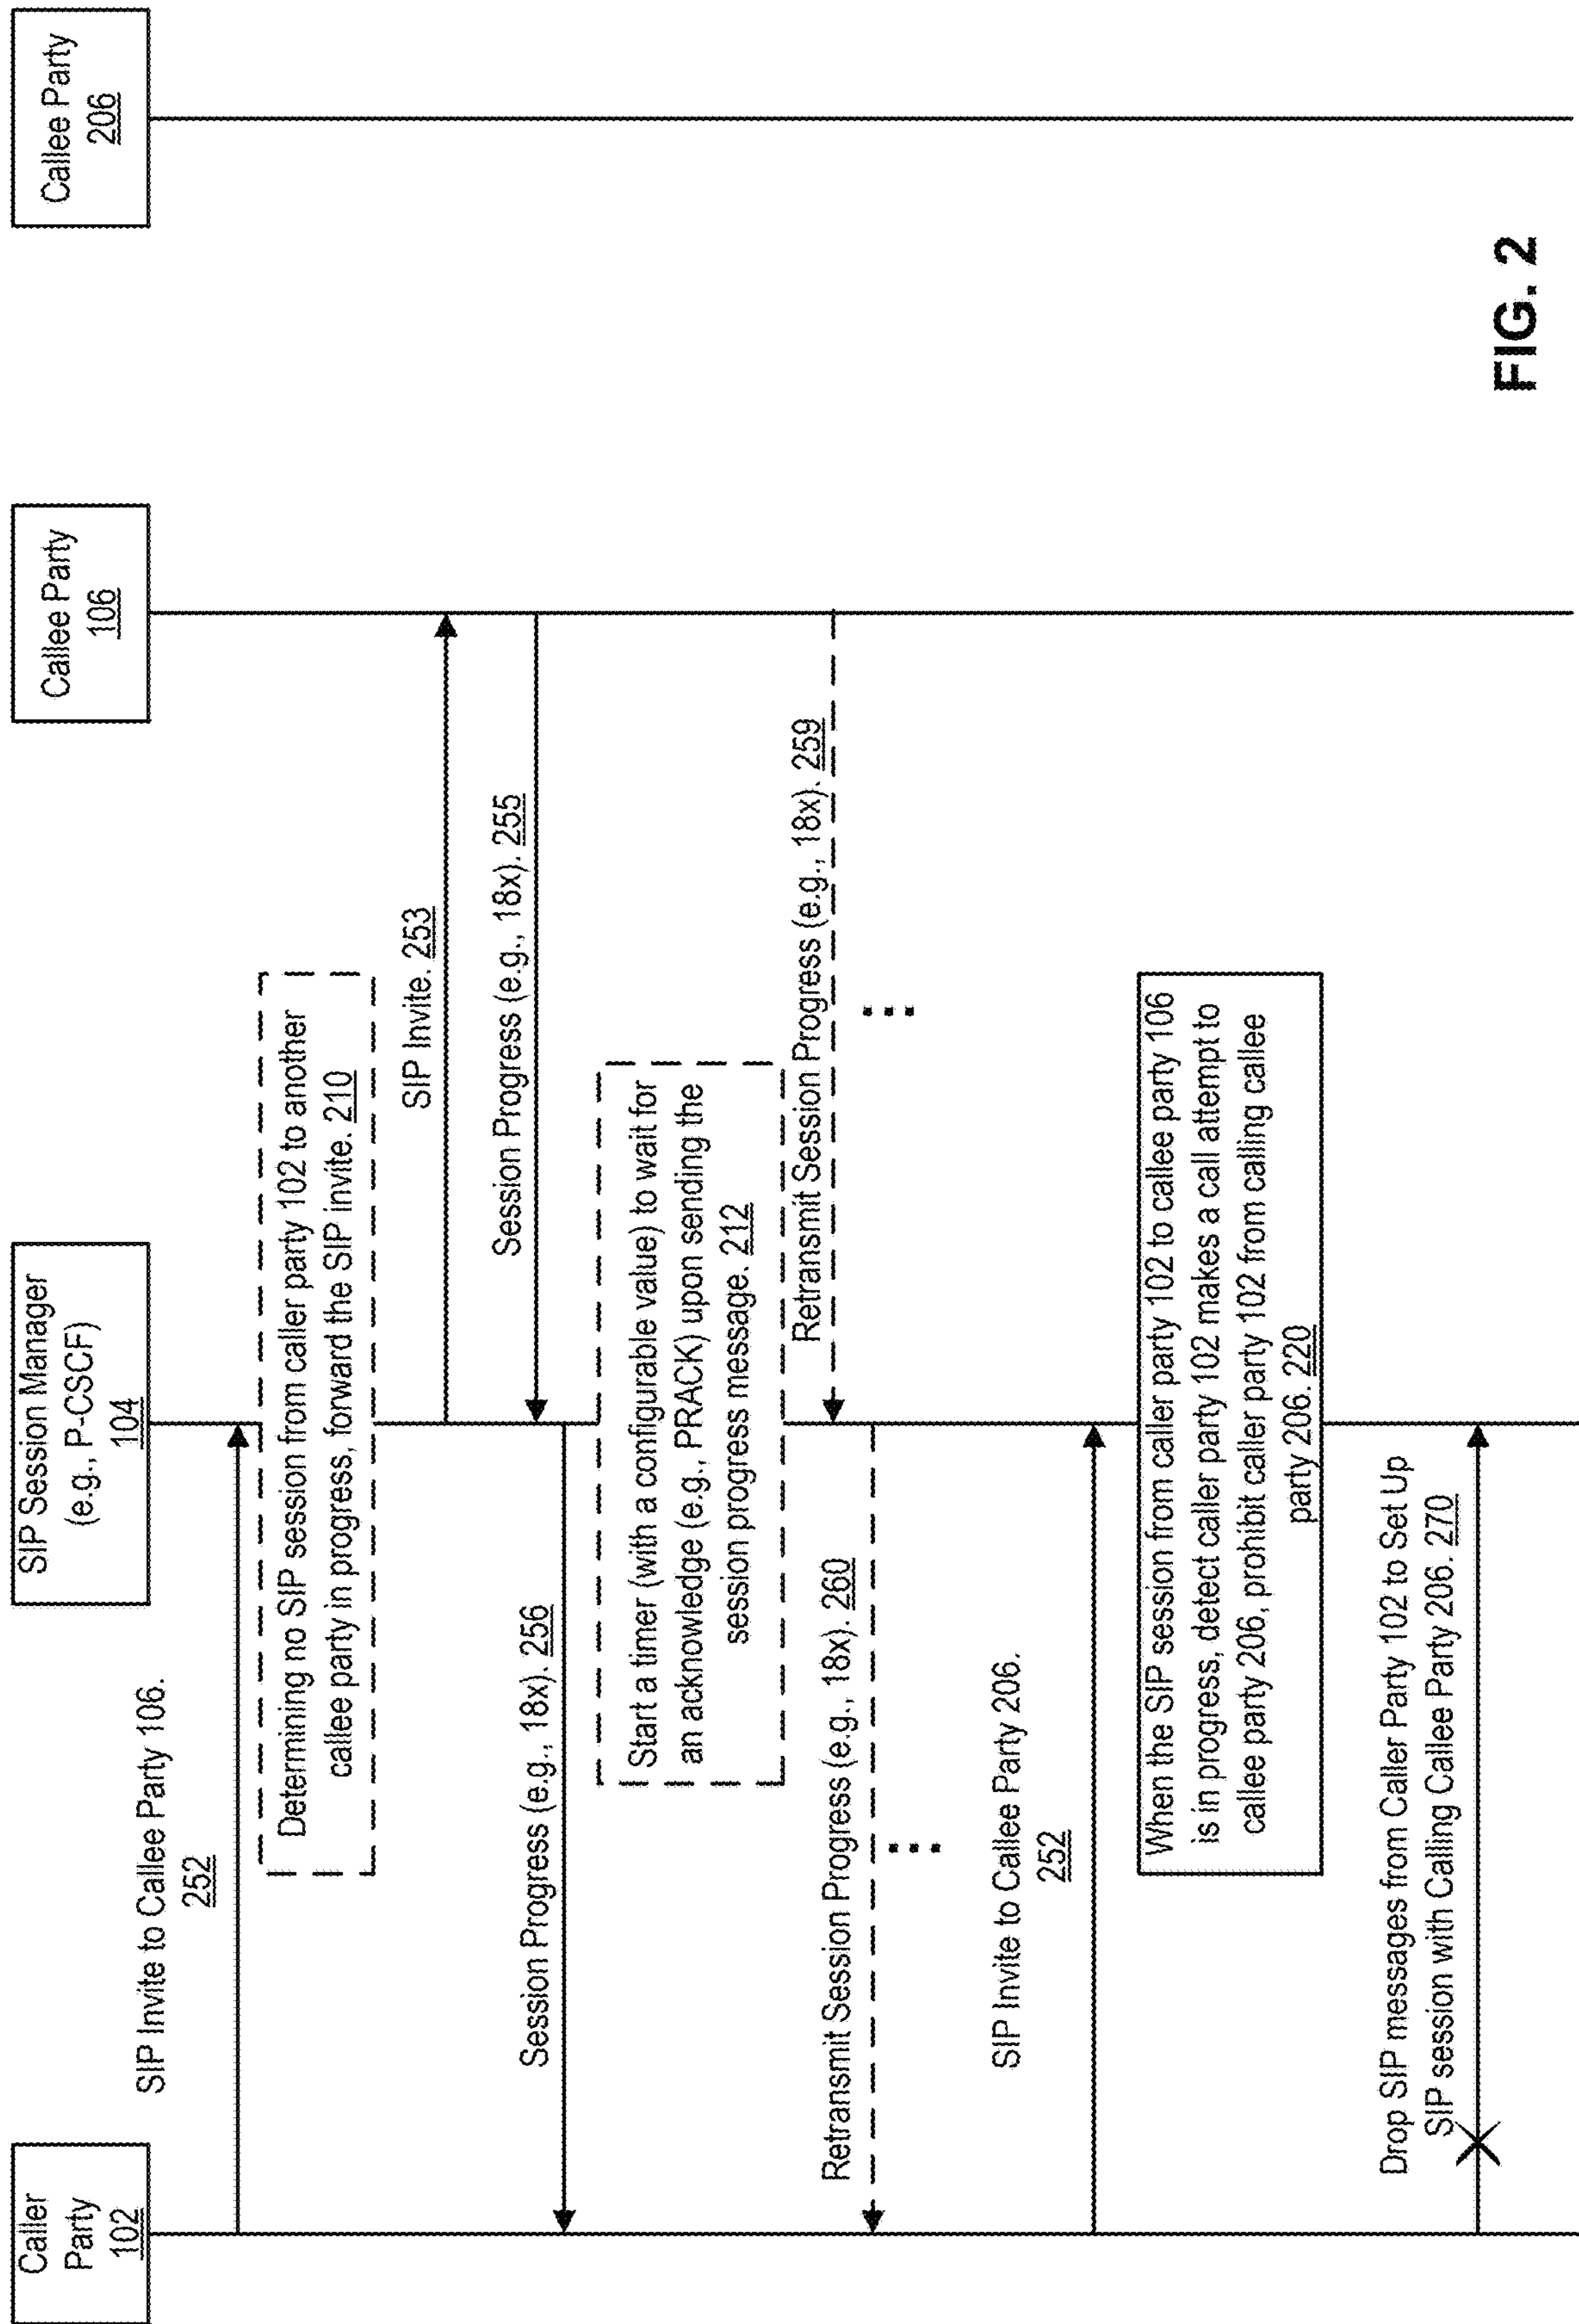 Caller
Party
102
SIP Session Manager
(e.g., P-CSCF)
104
Callee Party
106
Callee Party
206
SIP Invite to Callee Party 106.
252
Determining no SIP session from caller party 102 to another
callee party in progress, forward the SIP invite. 210
SIP Invite. 253
Session Progress (e.g., 18x). 255
Session Progress (e.g., 18x). 256
Start a timer (with a configurable value) to wait for
an acknowledge (e.g., PRACK) upon sending the
session progress message. 212
Retransmit Session Progress (e.g., 18x). 259
Retransmit Session Progress (e.g., 18x). 260
SIP Invite to Callee Party 206.
252
When the SIP session from caller party 102 to callee party 106
is in progress, detect caller party 102 makes a call attempt to
callee party 206, prohibit caller party 102 from calling callee
party 206. 220
Drop SIP messages from Caller Party 102 to Set Up
SIP session with Calling Callee Party 206. 270
FIG. 2